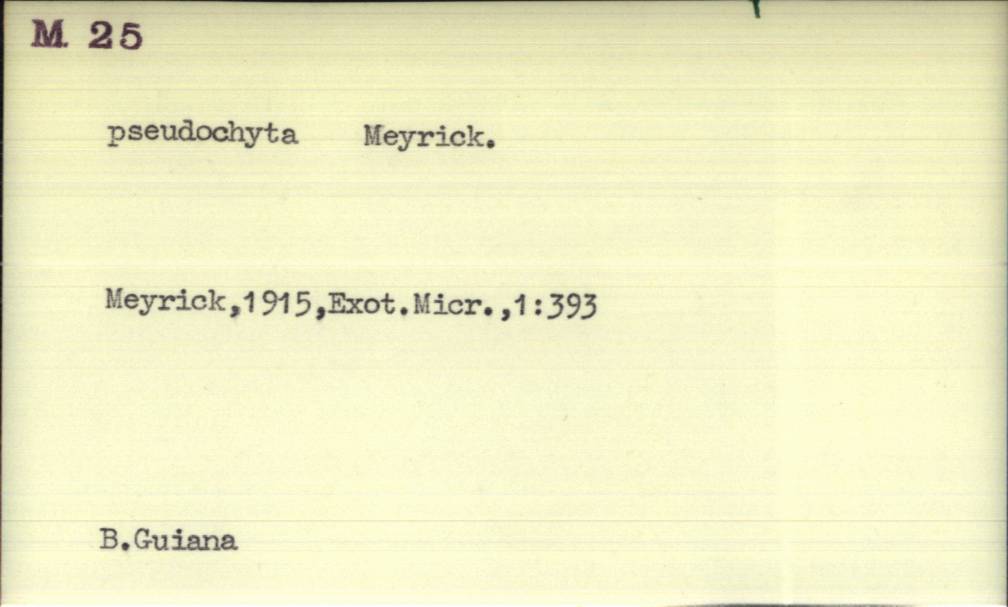 M. 25
pseudochyta Meyrick.
Meyrick,1915,Exot.Micr.,1:393
B.Guiana